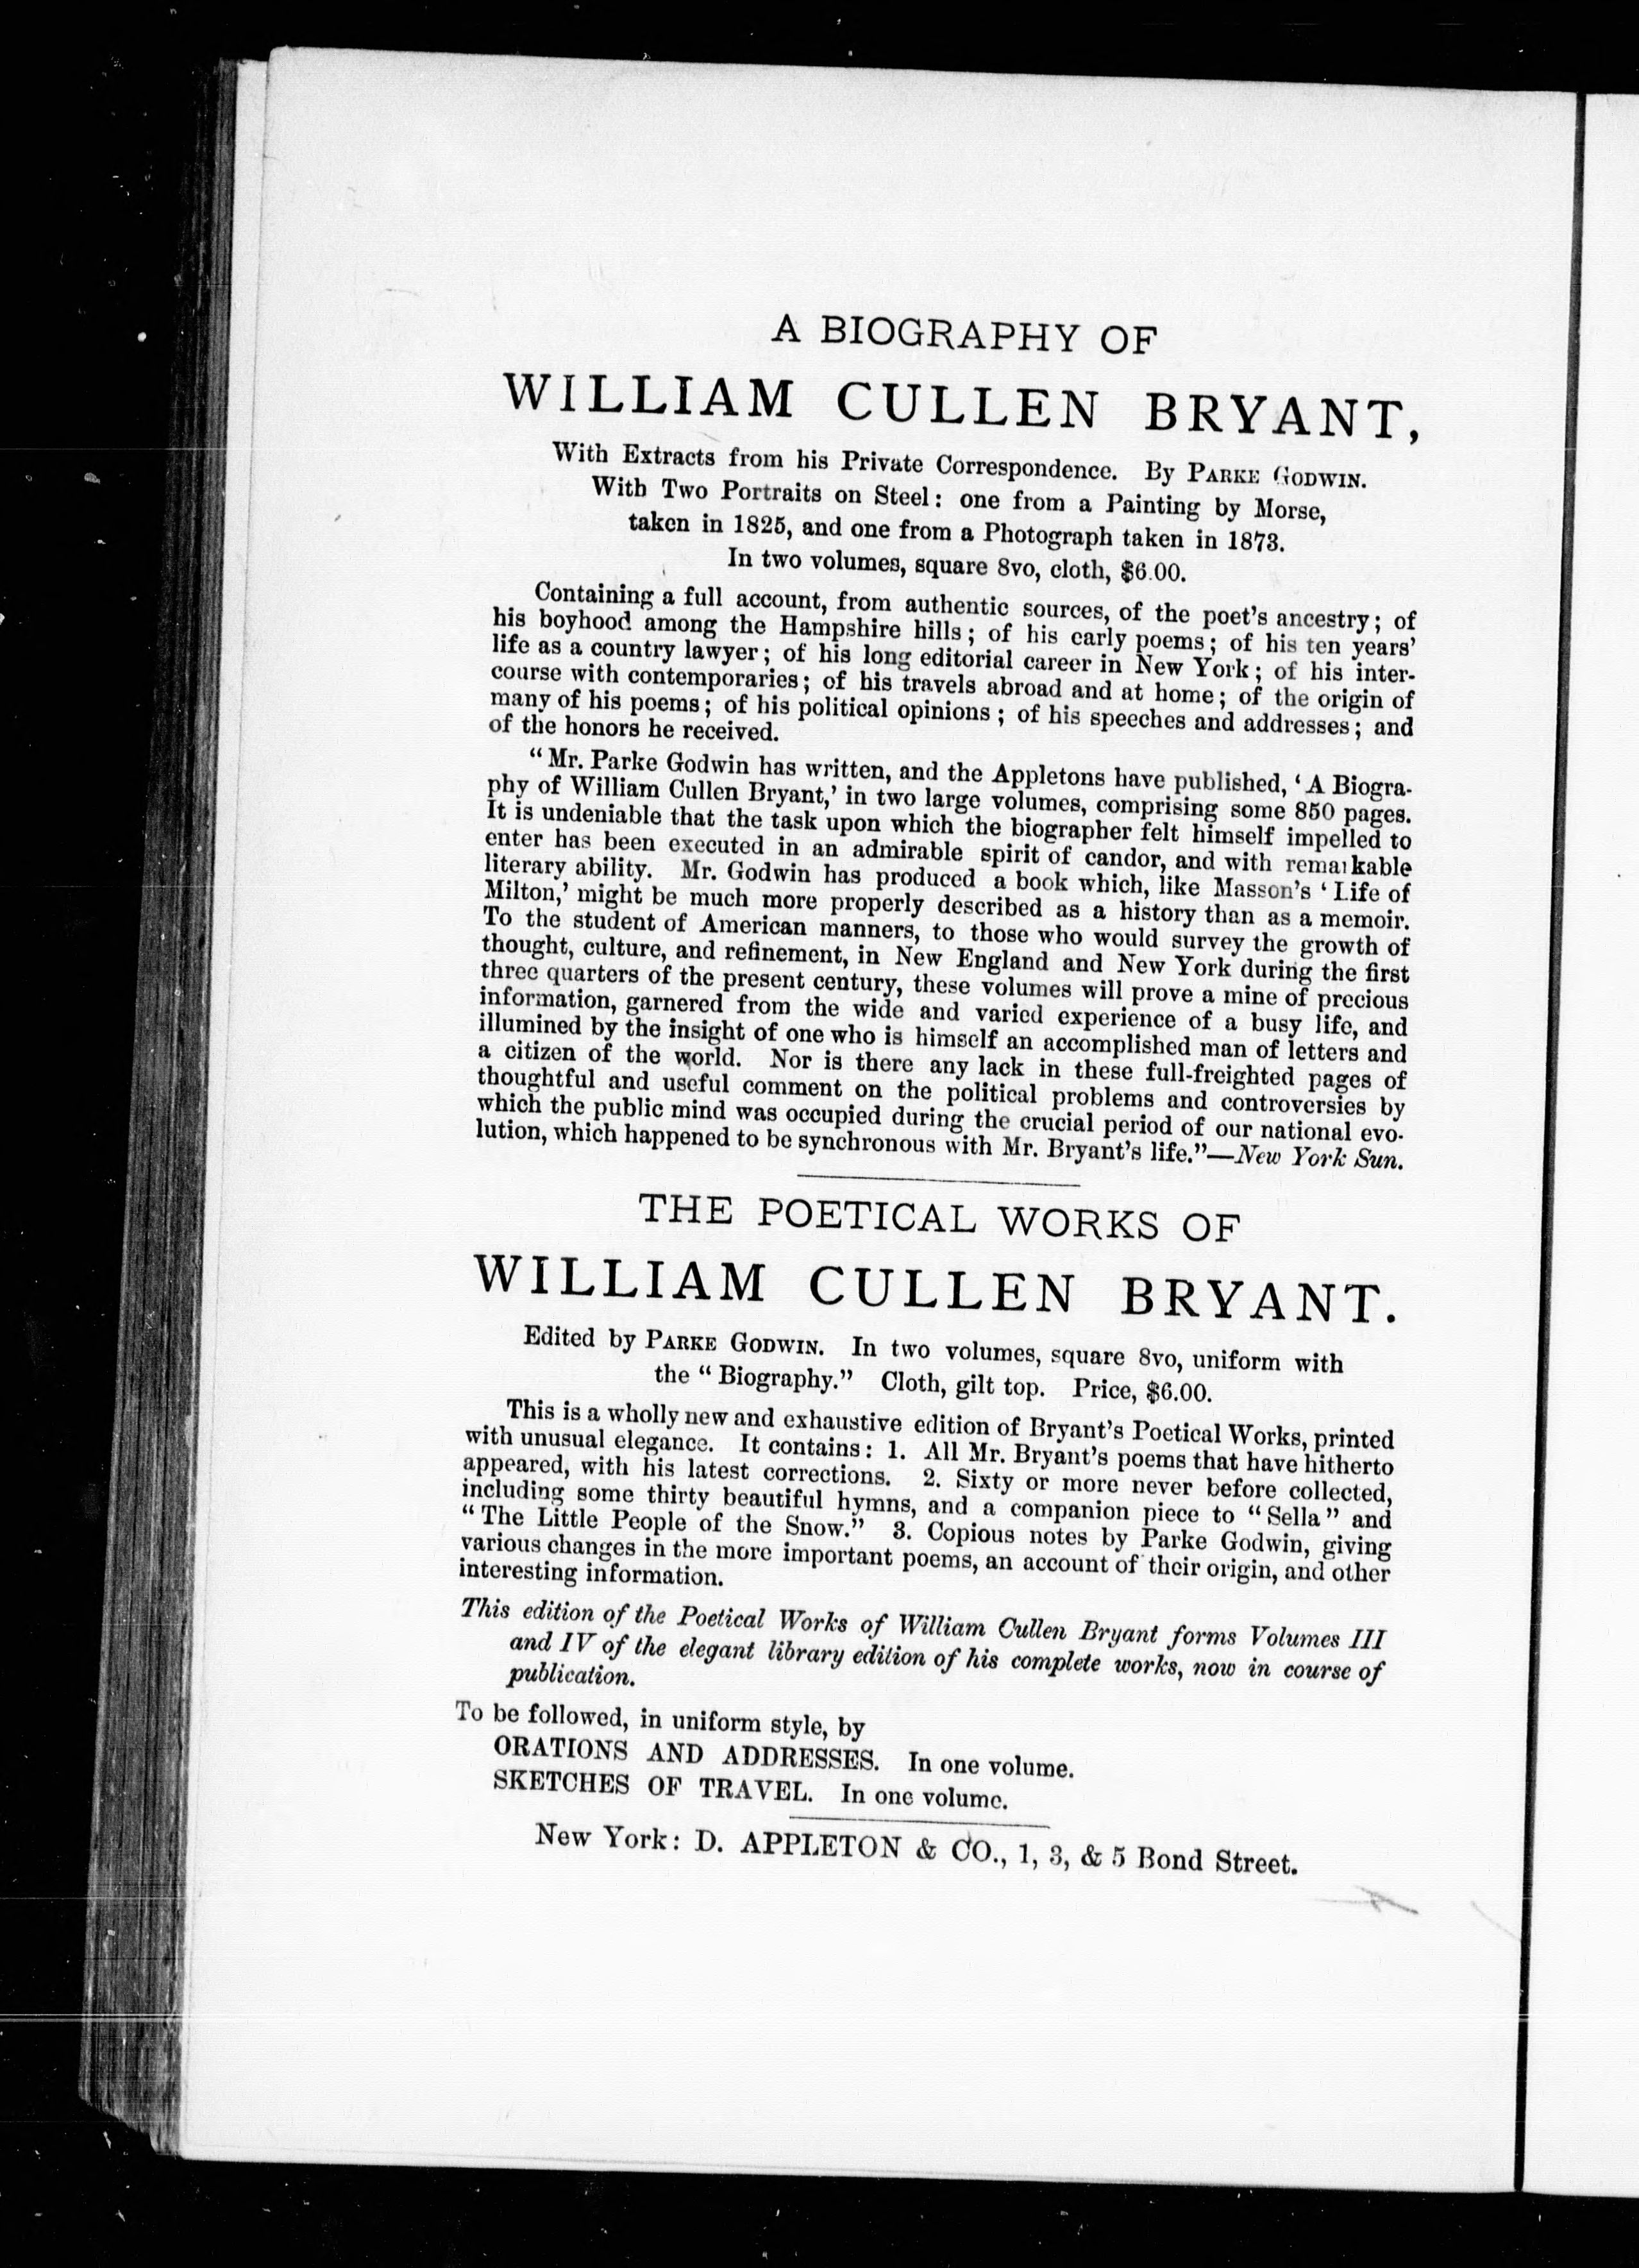 A BIOGRAPHY OF
WILLIAM CULLEN BRYANT,
With Extracts from his Private Correspondence. By PARKE GODWIN.
With Two Portraits on Steel: one from a Painting by Morse,
taken in 1825, and one from a Photograph taken in 1873.
In two volumes, square 8vo, cloth, $6.00.
Containing a full account, from authentic sources, of the poet's ancestry; of
his boyhood among the Hampshire hills; of his early poems; of his ten years'
life as a country lawyer; of his long editorial career in New York; of his inter-
course with contemporaries; of his travels abroad and at home; of the origin of
many of his poems; of his political opinions; of his speeches and addresses; and
of the honors he received.
"Mr. Parke Godwin has written, and the Appletons have published, 'A Biogra-
phy of William Cullen Bryant,' in two large volumes, comprising some 850 pages.
It is undeniable that the task upon which the biographer felt himself impelled to
enter has been executed in an admirable spirit of candor, and with remarkable
literary ability. Mr. Godwin has produced a book which, like Masson's 'Life of
Milton,' might be much more properly described as a history than as a memoir.
To the student of American manners, to those who would survey the growth of
thought, culture, and refinement, in New England and New York during the first
three quarters of the present century, these volumes will prove a mine of precious
information, garnered from the wide and varied experience of a busy life, and
illumined by the insight of one who is himself an accomplished man of letters and
a citizen of the world. Nor is there any lack in these full-freighted pages of
thoughtful and useful comment on the political problems and controversies by
which the public mind was occupied during the crucial period of our national evo-
lution, which happened to be synchronous with Mr. Bryant's life."—New York Sun.
THE POETICAL WORKS OF
WILLIAM CULLEN BRYANT.
Edited by PARKE GODWIN. In two volumes, square 8vo, uniform with
the "Biography." Cloth, gilt top. Price, $6.00.
This is a wholly new and exhaustive edition of Bryant's Poetical Works, printed
with unusual elegance. It contains: 1. All Mr. Bryant's poems that have hitherto
appeared, with his latest corrections. 2. Sixty or more never before collected,
including some thirty beautiful hymns, and a companion piece to "Sella" and
"The Little People of the Snow." 3. Copious notes by Parke Godwin, giving
various changes in the more important poems, an account of their origin, and other
interesting information.
This edition of the Poetical Works of William Cullen Bryant forms Volumes III
and IV of the elegant library edition of his complete works, now in course of
publication.
To be followed, in uniform style, by
ORATIONS AND ADDRESSES. In one volume.
SKETCHES OF TRAVEL. In one volume.
New York: D. APPLETON & CO., 1, 3, & 5 Bond Street.